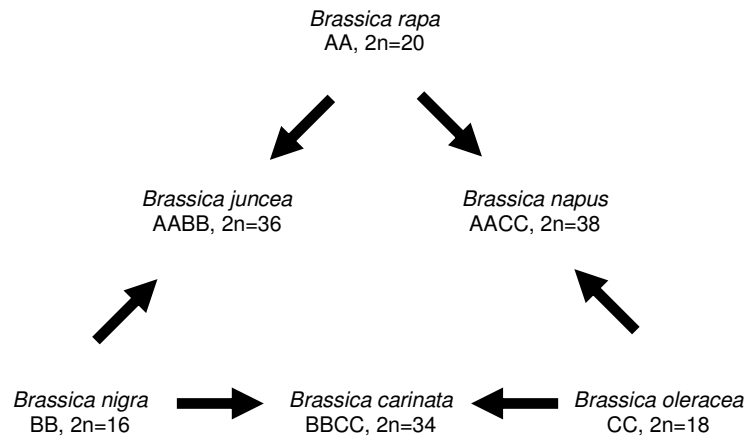 Brassica rapa
AA, 2n=20
Brassica juncea
AABB, 2n=36
Brassica napus
AACC, 2n=38
Brassica nigra
BB, 2n=16
Brassica carinata
BBCC, 2n=34
Brassica oleracea
CC, 2n=18